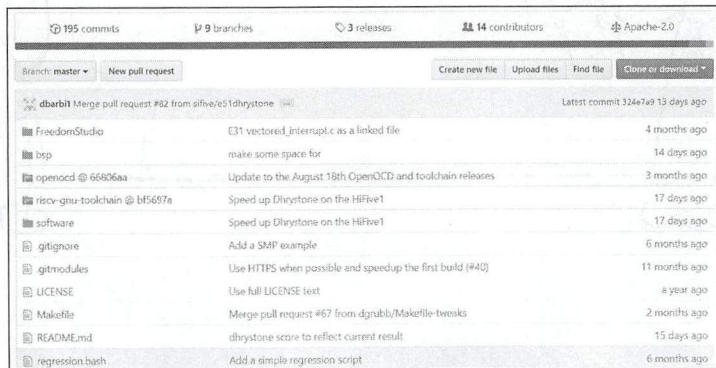 195 commits 9 branches 3 releases 14 contributors Apache-2.0
Branch: master New pull request Create new file Upload files Find file Clone or download
dbarbi1 Merge pull request #82 from sifive/e51dhrystone ... Latest commit 324e7a9 13 days ago
FreedomStudio E31 vectored_interrupt.c as a linked file 4 months ago
bsp make some space for 14 days ago
openocd @ 66806aa Update to the August 18th OpenOCD and toolchain releases 3 months ago
riscv-gnu-toolchain @ bf5697a Speed up Dhrystone on the HiFive1 17 days ago
software Speed up Dhrystone on the HiFive1 17 days ago
.gitignore Add a SMP example 6 months ago
.gitmodules Use HTTPS when possible and speedup the first build (#40) 11 months ago
LICENSE Use full LICENSE text a year ago
Makefile Merge pull request #67 from dgrubb/Makefile-tweaks 2 months ago
README.md dhrystone score to reflect current result 15 days ago
regression.bash Add a simple regression script 6 months ago